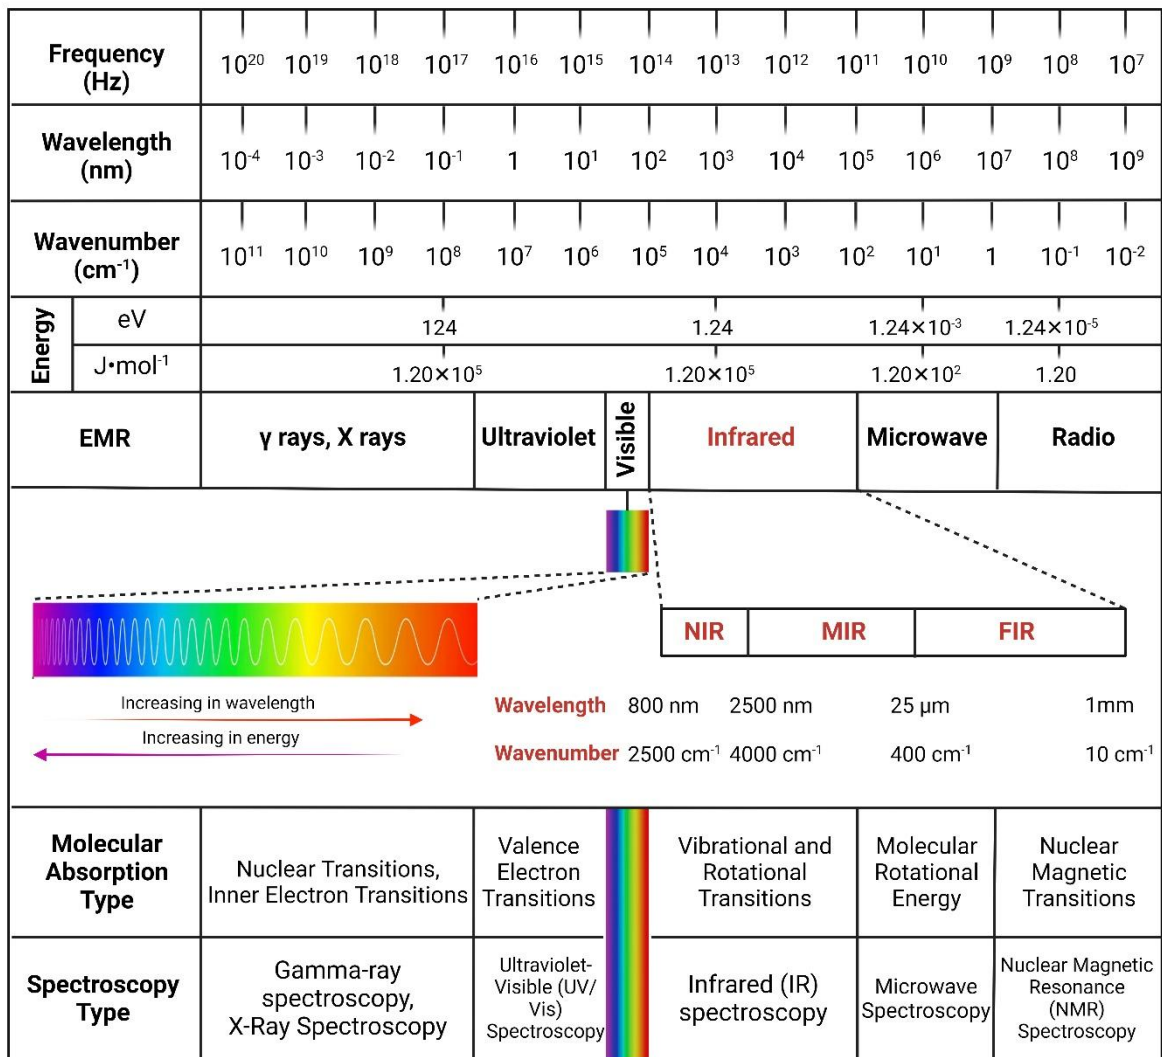 Frequency
(Hz)
10²⁰ 10¹⁹ 10¹⁸ 10¹⁷ 10¹⁶ 10¹⁵ 10¹⁴ 10¹³ 10¹² 10¹¹ 10¹⁰ 10⁹ 10⁸ 10⁷
Wavelength
(nm)
10⁻⁴ 10⁻³ 10⁻² 10⁻¹ 1 10¹ 10² 10³ 10⁴ 10⁵ 10⁶ 10⁷ 10⁸ 10⁹
Wavenumber
(cm⁻¹)
10¹¹ 10¹⁰ 10⁹ 10⁸ 10⁷ 10⁶ 10⁵ 10⁴ 10³ 10² 10¹ 1 10⁻¹ 10⁻²
Energy
eV
124 1.24 1.24×10⁻³ 1.24×10⁻⁵
J•mol⁻¹
1.20×10⁵ 1.20×10⁵ 1.20×10² 1.20
EMR
γ rays, X rays
Ultraviolet
Visible
Infrared
Microwave
Radio
NIR MIR FIR
Increasing in wavelength
Increasing in energy
Wavelength 800 nm 2500 nm 25 μm 1mm
Wavenumber 2500 cm⁻¹ 4000 cm⁻¹ 400 cm⁻¹ 10 cm⁻¹
Molecular
Absorption
Type
Nuclear Transitions,
Inner Electron Transitions
Valence
Electron
Transitions
Vibrational and
Rotational
Transitions
Molecular
Rotational
Energy
Nuclear
Magnetic
Transitions
Spectroscopy
Type
Gamma-ray
spectroscopy,
X-Ray Spectroscopy
Ultraviolet-
Visible (UV/
Vis)
Spectroscopy
Infrared (IR)
spectroscopy
Microwave
Spectroscopy
Nuclear Magnetic
Resonance
(NMR)
Spectroscopy